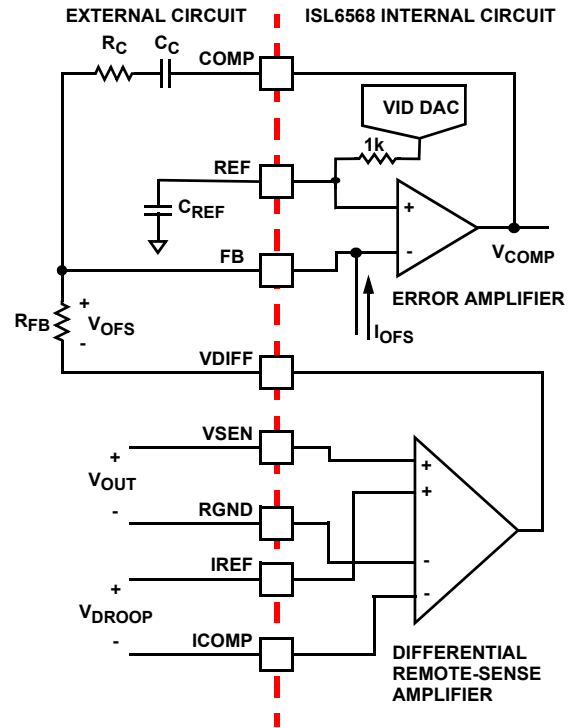 EXTERNAL CIRCUIT
ISL6568 INTERNAL CIRCUIT
RC
CC
COMP
VID DAC
1k
REF
CREF
+
-
VCOMP
ERROR AMPLIFIER
FB
IOFS
RFB
+
VOFS
-
VDIFF
VSEN
+
VOUT
-
RGND
+
+
-
-
IREF
+
VDROOP
-
ICOMP
DIFFERENTIAL
REMOTE-SENSE
AMPLIFIER